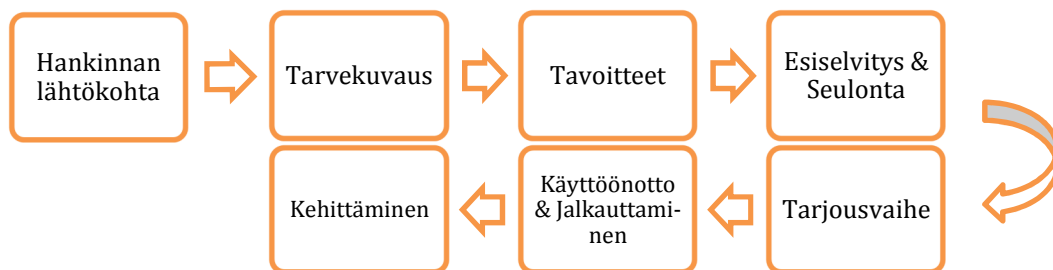 Hankinnan
lähtökohta
Tarvekuvaus
Tavoitteet
Esiselvitys &
Seulonta
Tarjousvaihe
Käyttöönotto
& Jalkauttami-
nen
Kehittäminen